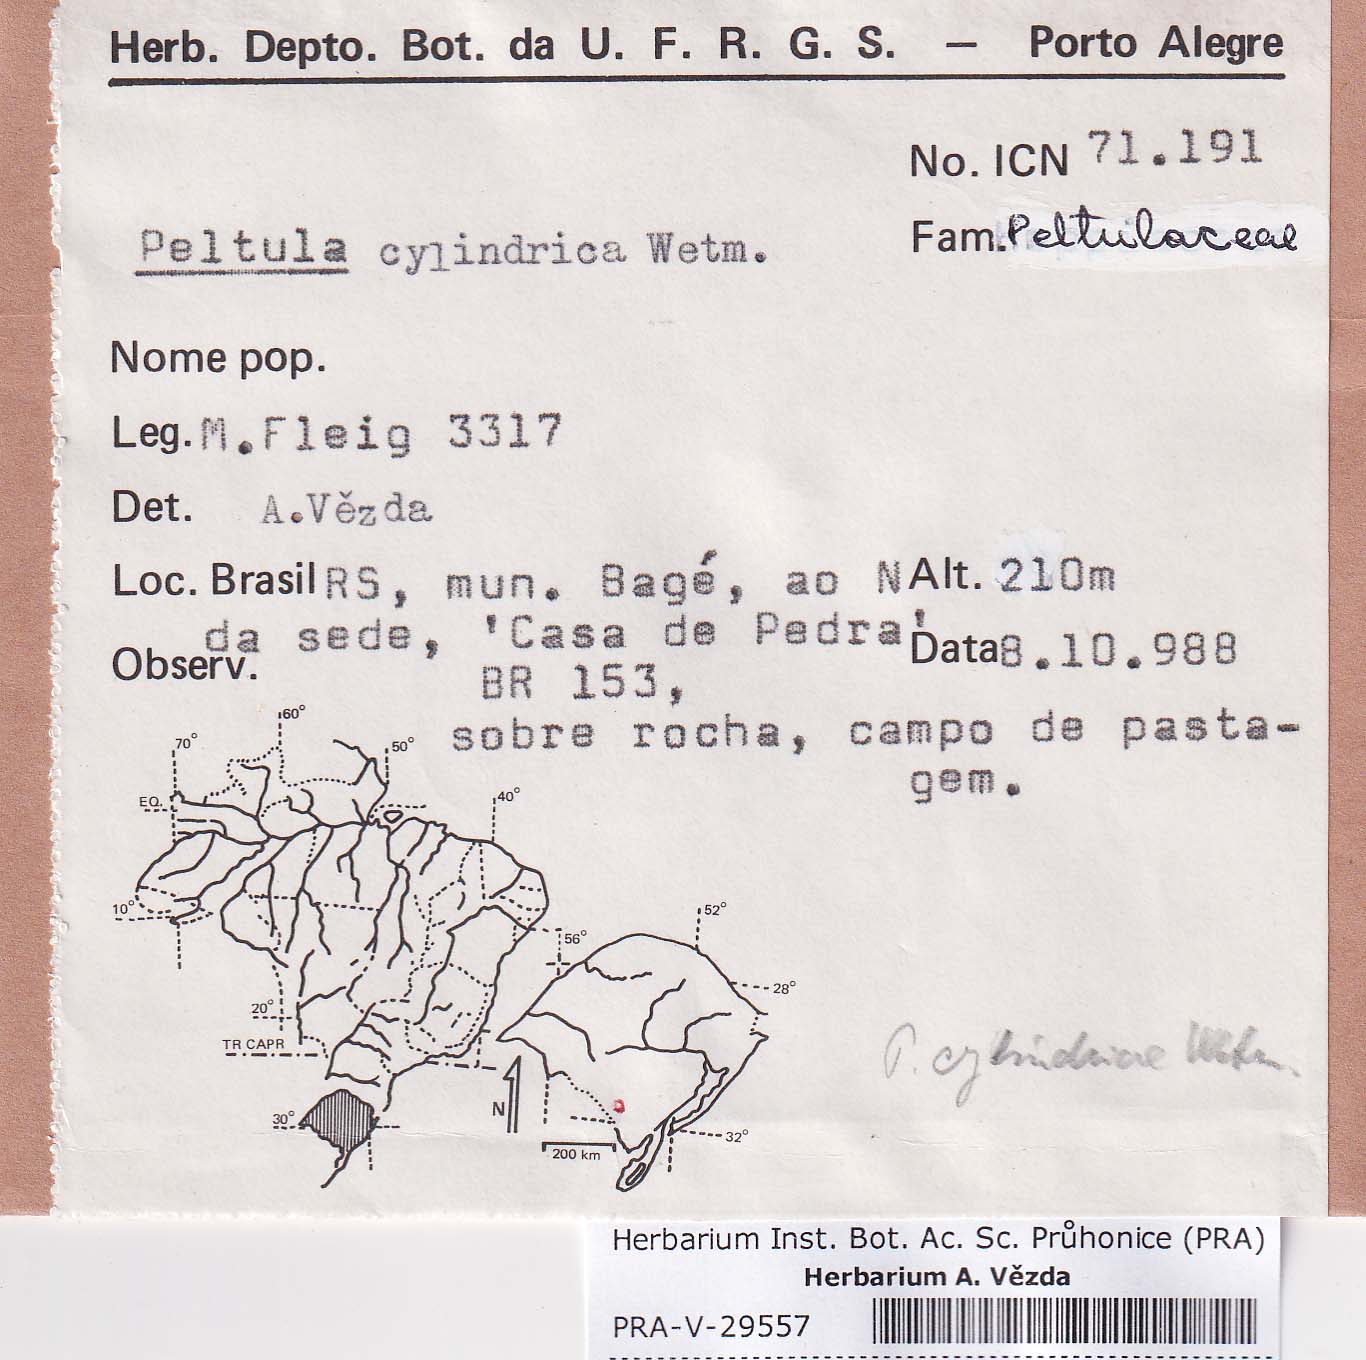 Herb. Depto. Bot. da U. F. R. G. S. — Porto Alegre
No. ICN 71.191
Fam. Peltulaceae
Peltula cylindrica Wetm.
Nome pop.
Leg. M.Fleig 3317
Det. A.Vězda
Loc. Brasil RS, mun. Bagé, ao N Alt. 210m
da sede, 'Casa de Pedra' Data 8.10.988
Observ. BR 153,
sobre rocha, campo de pasta-
gem.
60°
70°
50°
EQ.
40°
10°
52°
56°
28°
20°
TR CAPR
P. cylindricae Wetm.
N
30°
32°
200 km
Herbarium Inst. Bot. Ac. Sc. Průhonice (PRA)
Herbarium A. Vězda
PRA-V-29557